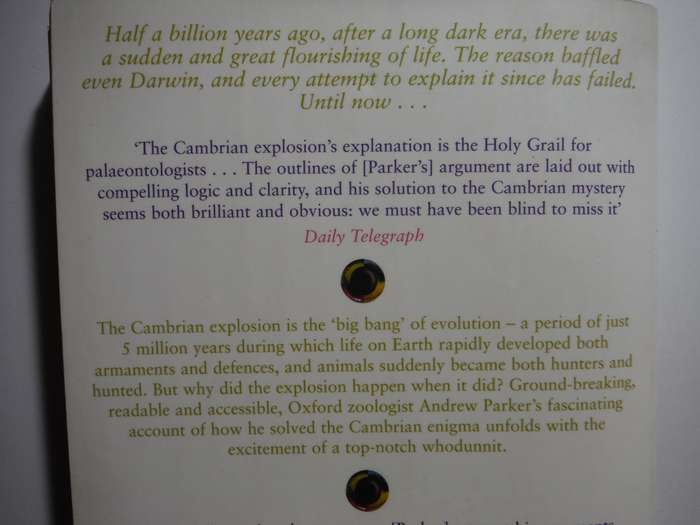 Half a billion years ago, after a long dark era, there was
a sudden and great flourishing of life. The reason baffled
even Darwin, and every attempt to explain it since has failed.
Until now . . .
‘The Cambrian explosion’s explanation is the Holy Grail for
palaeontologists . . . The outlines of [Parker’s] argument are laid out with
compelling logic and clarity, and his solution to the Cambrian mystery
seems both brilliant and obvious: we must have been blind to miss it’
Daily Telegraph
The Cambrian explosion is the ‘big bang’ of evolution – a period of just
5 million years during which life on Earth rapidly developed both
armaments and defences, and animals suddenly became both hunters and
hunted. But why did the explosion happen when it did? Ground-breaking,
readable and accessible, Oxford zoologist Andrew Parker’s fascinating
account of how he solved the Cambrian enigma unfolds with the
excitement of a top-notch whodunnit.